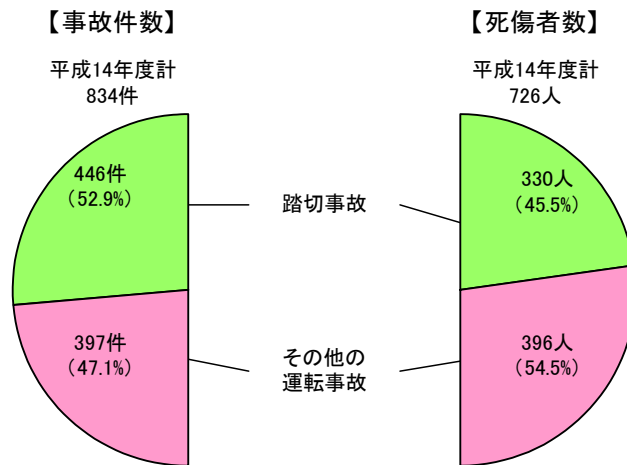 【事故件数】
平成14年度計
834件
446件
(52.9%)
397件
(47.1%)
踏切事故
その他の
運転事故
【死傷者数】
平成14年度計
726人
330人
(45.5%)
396人
(54.5%)